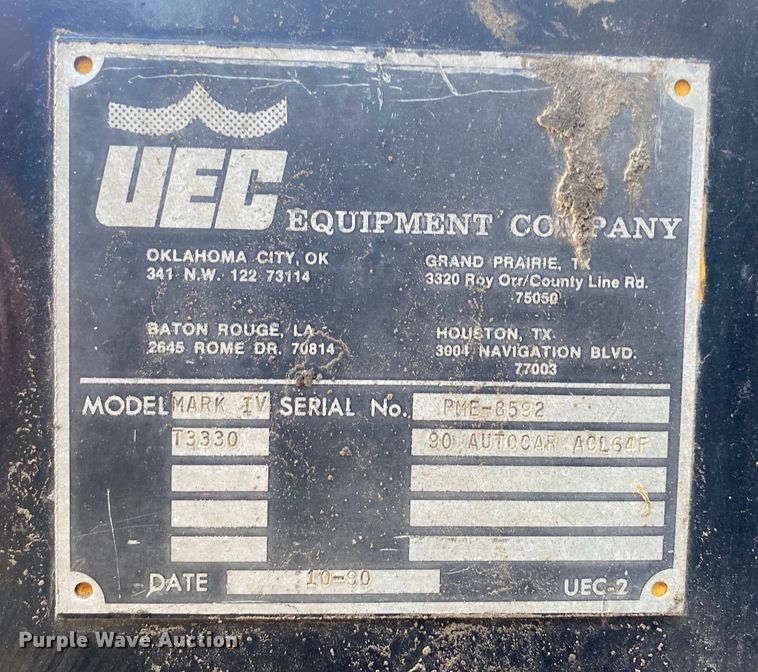 UEC EQUIPMENT COMPANY
OKLAHOMA CITY, OK
341 N.W. 122 73114
GRAND PRAIRIE, TX
3320 Roy Orr/County Line Rd.
75050
BATON ROUGE, LA
2645 ROME DR. 70814
HOUSTON, TX
3004 NAVIGATION BLVD.
77003
MODEL MARK IV SERIAL No. PME-8592
T3330 90 AUTOCAR ACL64F
DATE 10-90 UEC-2
Purple Wave Auction